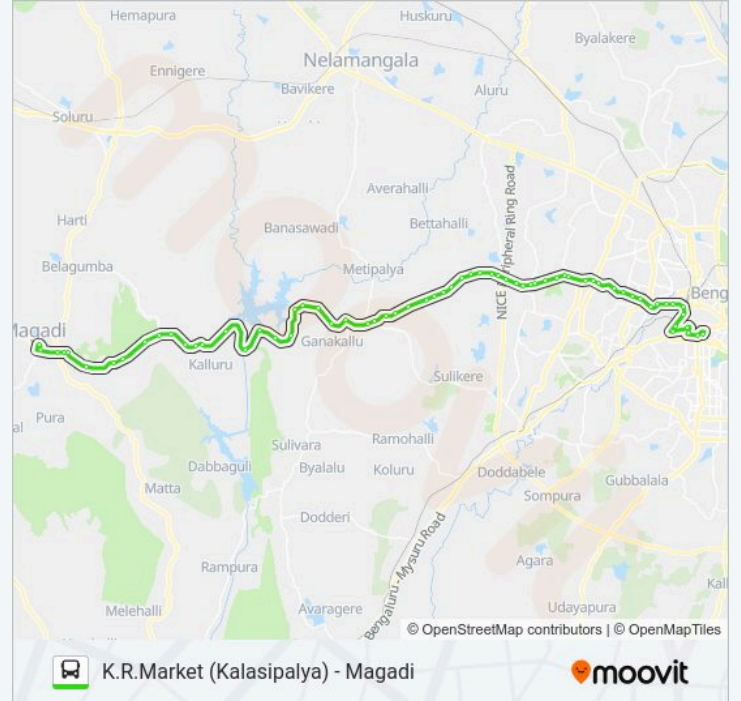 Hemapura
Huskuru
Byalakere
Nelamangala
Ennigere
Bavikere
Aluru
Soluru
Averahalli
Hartl
Banasawadi
Bettahalli
NICE Peripheral Ring Road
Belagumba
Metipalya
Beng
Magadi
Ganakallu
Kalluru
Sulikere
Pura
al
Sulivara
Ramohalli
Dabbaguli
Byalalu
Koluru
Doddabele
Gubbalala
Matta
Sompura
Dodderi
Bengaluru - Mysuru Road
Rampura
Agara
Kall
Melehalli
Avaragere
Udayapura
© OpenStreetMap contributors | © OpenMapTiles
K.R.Market (Kalasipalya) - Magadi
moovit